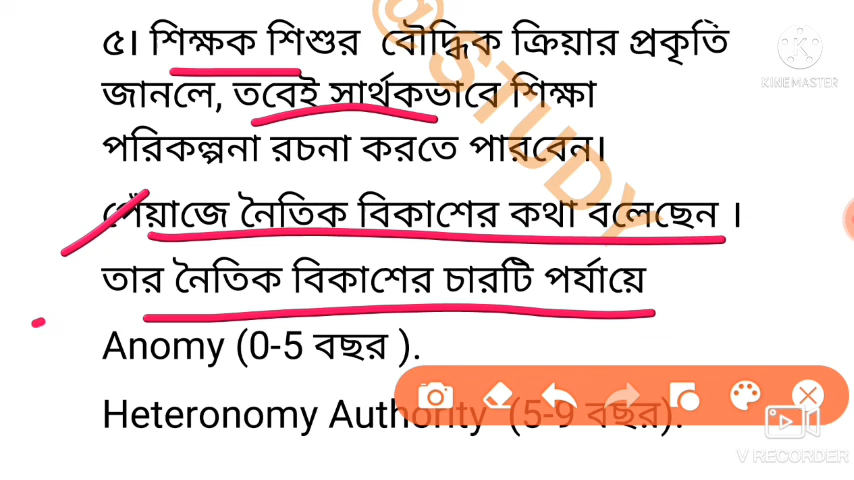 ৫। শিক্ষক শিশুর বৌদ্ধিক ক্রিয়ার প্রকৃতি
জানলে, তবেই সার্থকভাবে শিক্ষা
পরিকল্পনা রচনা করতে পারবেন।
পেঁয়াজে নৈতিক বিকাশের কথা বলেছেন ।
তার নৈতিক বিকাশের চারটি পর্যায়ে
Anomy (0-5 বছর ).
Heteronomy Authority (5-9 বছর).
@STUDY
KINEMASTER
V RECORDER